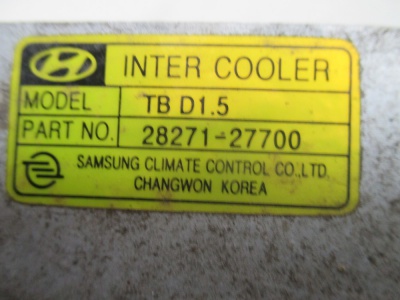 INTER COOLER
MODEL TB D1.5
PART NO. 28271-27700
SAMSUNG CLIMATE CONTROL CO.,LTD.
CHANGWON KOREA